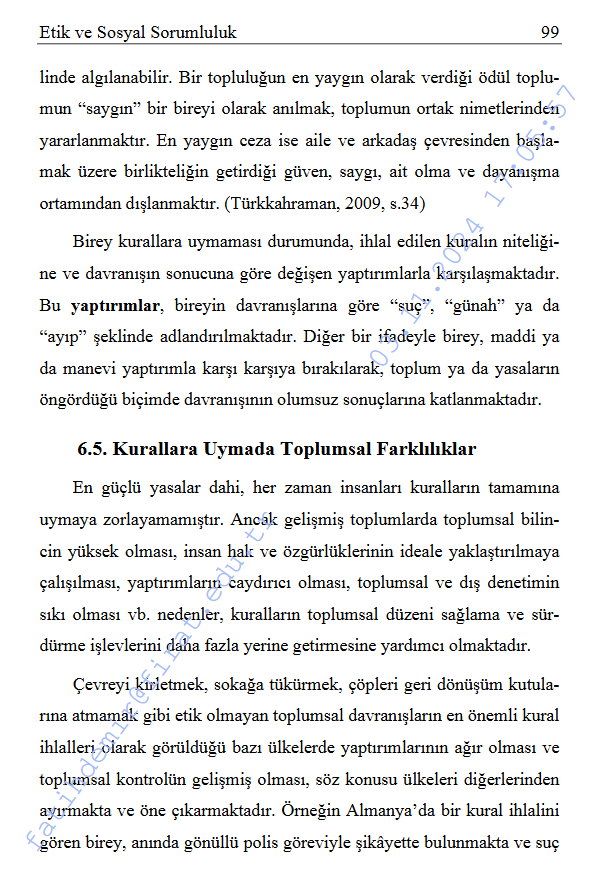 Etik ve Sosyal Sorumluluk 99
linde algılanabilir. Bir topluluğun en yaygın olarak verdiği ödül toplu-
mun “saygın” bir bireyi olarak anılmak, toplumun ortak nimetlerinden
yararlanmaktır. En yaygın ceza ise aile ve arkadaş çevresinden başla-
mak üzere birlikteliğin getirdiği güven, saygı, ait olma ve dayanışma
ortamından dışlanmaktır. (Türkkahraman, 2009, s.34)
Birey kurallara uymaması durumunda, ihlal edilen kuralın niteliği-
ne ve davranışın sonucuna göre değişen yaptırımlarla karşılaşmaktadır.
Bu yaptırımlar, bireyin davranışlarına göre “suç”, “günah” ya da
“ayıp” şeklinde adlandırılmaktadır. Diğer bir ifadeyle birey, maddi ya
da manevi yaptırımla karşı karşıya bırakılarak, toplum ya da yasaların
öngördüğü biçimde davranışının olumsuz sonuçlarına katlanmaktadır.
6.5. Kurallara Uymada Toplumsal Farklılıklar
En güçlü yasalar dahi, her zaman insanları kuralların tamamına
uymaya zorlayamamıştır. Ancak gelişmiş toplumlarda toplumsal bilin-
cin yüksek olması, insan hak ve özgürlüklerinin ideale yaklaştırılmaya
çalışılması, yaptırımların caydırıcı olması, toplumsal ve dış denetimin
sıkı olması vb. nedenler, kuralların toplumsal düzeni sağlama ve sür-
dürme işlevlerini daha fazla yerine getirmesine yardımcı olmaktadır.
Çevreyi kirletmek, sokağa tükürmek, çöpleri geri dönüşüm kutula-
rına atmamak gibi etik olmayan toplumsal davranışların en önemli kural
ihlalleri olarak görüldüğü bazı ülkelerde yaptırımlarının ağır olması ve
toplumsal kontrolün gelişmiş olması, söz konusu ülkeleri diğerlerinden
ayırmakta ve öne çıkarmaktadır. Örneğin Almanya’da bir kural ihlalini
gören birey, anında gönüllü polis göreviyle şikâyette bulunmakta ve suç
fatihdemir@firat.edu.tr
05.11.2024 17:05:57